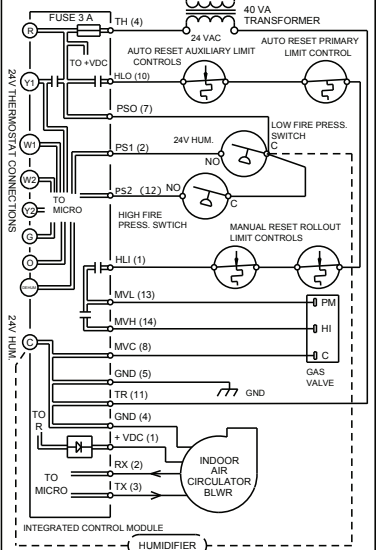 FUSE 3 A
TH (4)
40 VA
TRANSFORMER
24 VAC
R
TO +VDC
AUTO RESET AUXILIARY LIMIT
CONTROLS
AUTO RESET PRIMARY
LIMIT CONTROL
HLO (10)
Y1
PSO (7)
24V THERMOSTAT CONNECTIONS
LOW FIRE PRESS.
SWITCH
24V HUM.
C
W1
PS1 (2)
NO
W2
TO
MICRO
PS2 (12)
NO
C
Y2
HIGH FIRE
PRESS. SWTICH
G
MANUAL RESET ROLLOUT
LIMIT CONTROLS
O
HLI (1)
DEHUM
MVL (13)
PM
24V HUM.
MVH (14)
HI
C
MVC (8)
C
GND (5)
GAS
VALVE
GND
TR (11)
TO
R
GND (4)
+ VDC (1)
INDOOR
AIR
CIRCULATOR
BLWR
RX (2)
TO
MICRO
TX (3)
INTEGRATED CONTROL MODULE
HUMIDIFIER